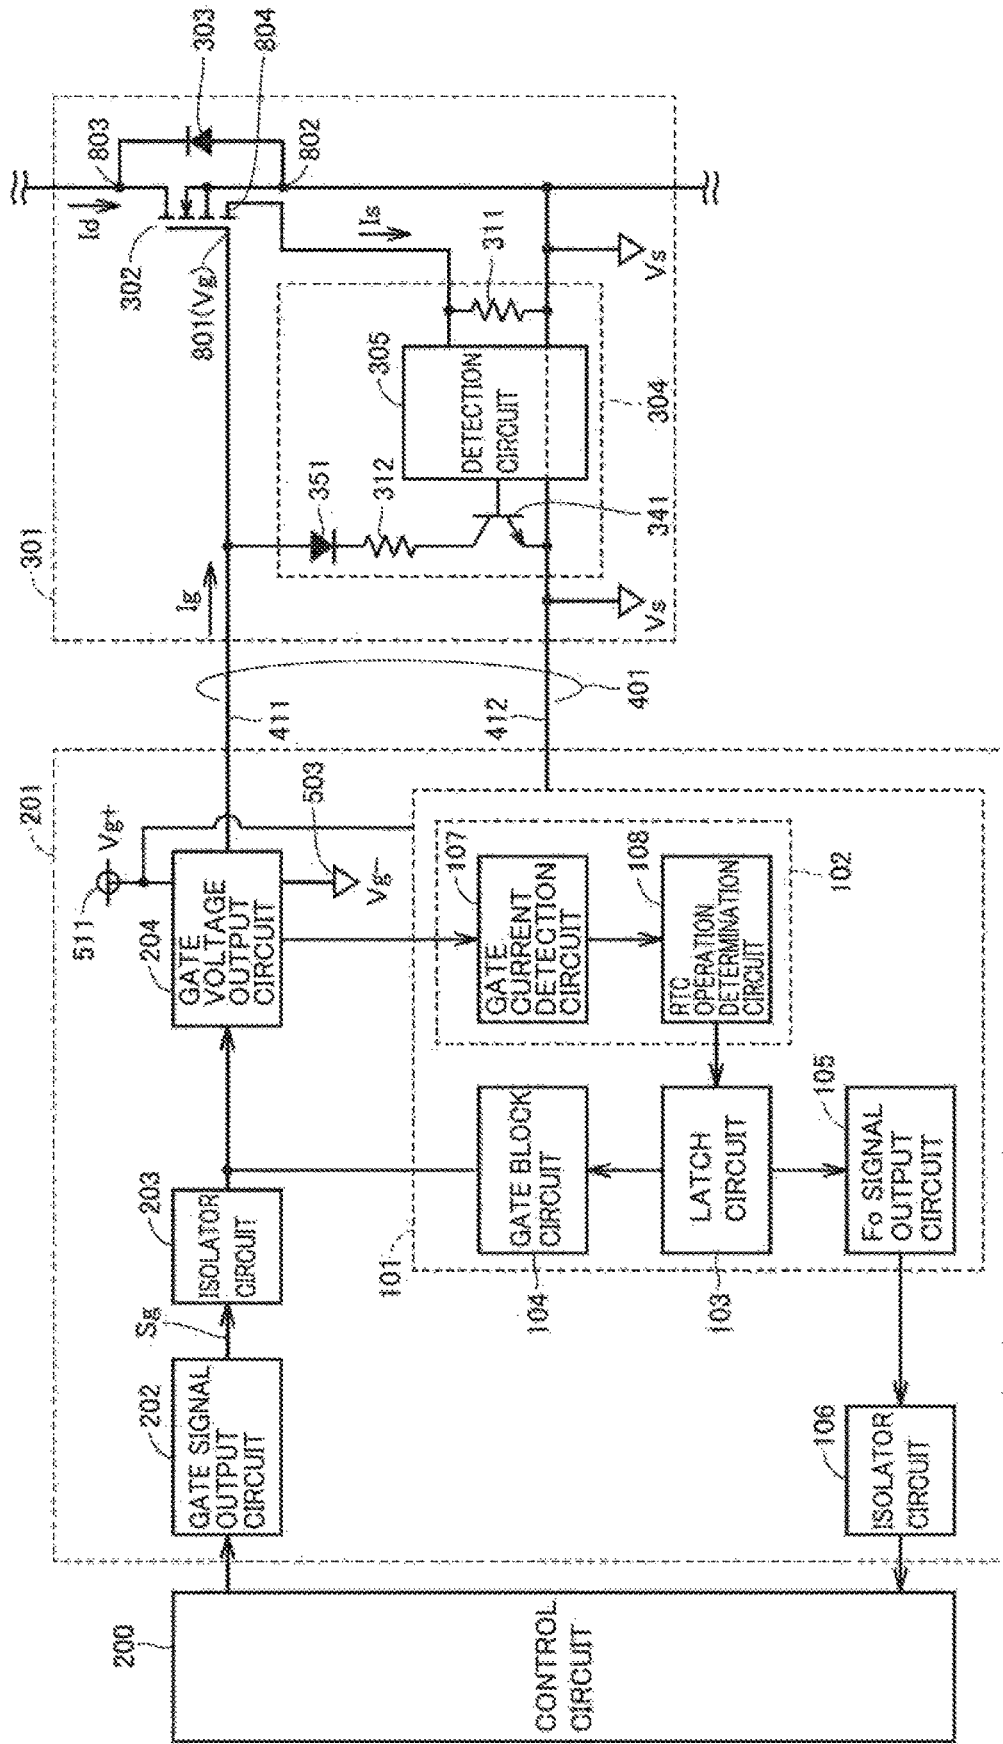 200
CONTROL
CIRCUIT
202
GATE SIGNAL
OUTPUT
CIRCUIT
Sg
203
ISOLATOR
CIRCUIT
201
511
Vg+
204
GATE
VOLTAGE
OUTPUT
CIRCUIT
503
Vg-
101
107
GATE
CURRENT
DETECTION
CIRCUIT
108
RTC
OPERATION
DETERMINATION
CIRCUIT
102
GATE BLOCK
CIRCUIT
104
LATCH
CIRCUIT
103
105
Fo SIGNAL
OUTPUT
CIRCUIT
106
ISOLATOR
CIRCUIT
411
412
401
301
Ig
Id
302
801(Vg)
803
303
804
802
Is
351
312
305
DETECTION
CIRCUIT
311
341
304
Vs
Vs